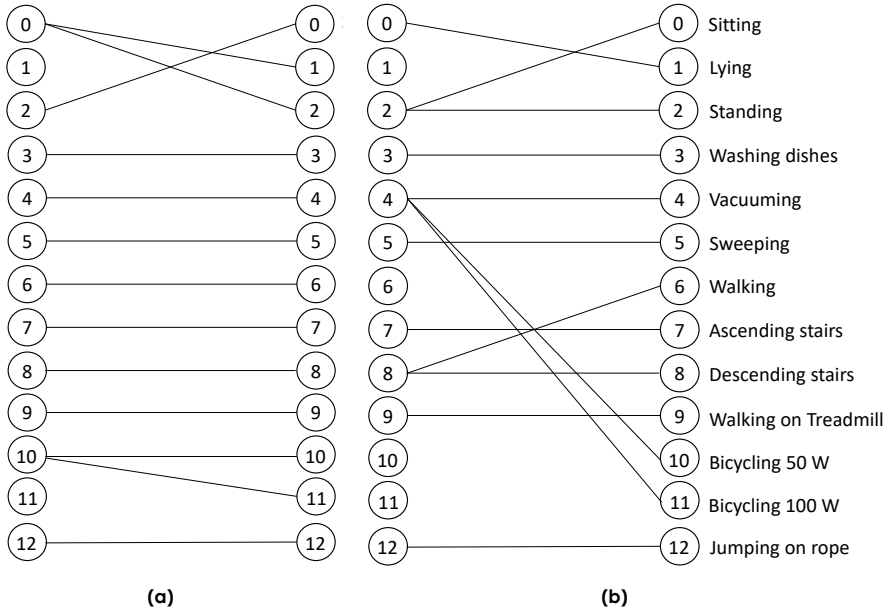 0 0 0 0 Sitting
1 1 1 1 Lying
2 2 2 2 Standing
3 3 3 3 Washing dishes
4 4 4 4 Vacuuming
5 5 5 5 Sweeping
6 6 6 6 Walking
7 7 7 7 Ascending stairs
8 8 8 8 Descending stairs
9 9 9 9 Walking on Treadmill
10 10 10 10 Bicycling 50 W
11 11 11 11 Bicycling 100 W
12 12 12 12 Jumping on rope
(a) (b)